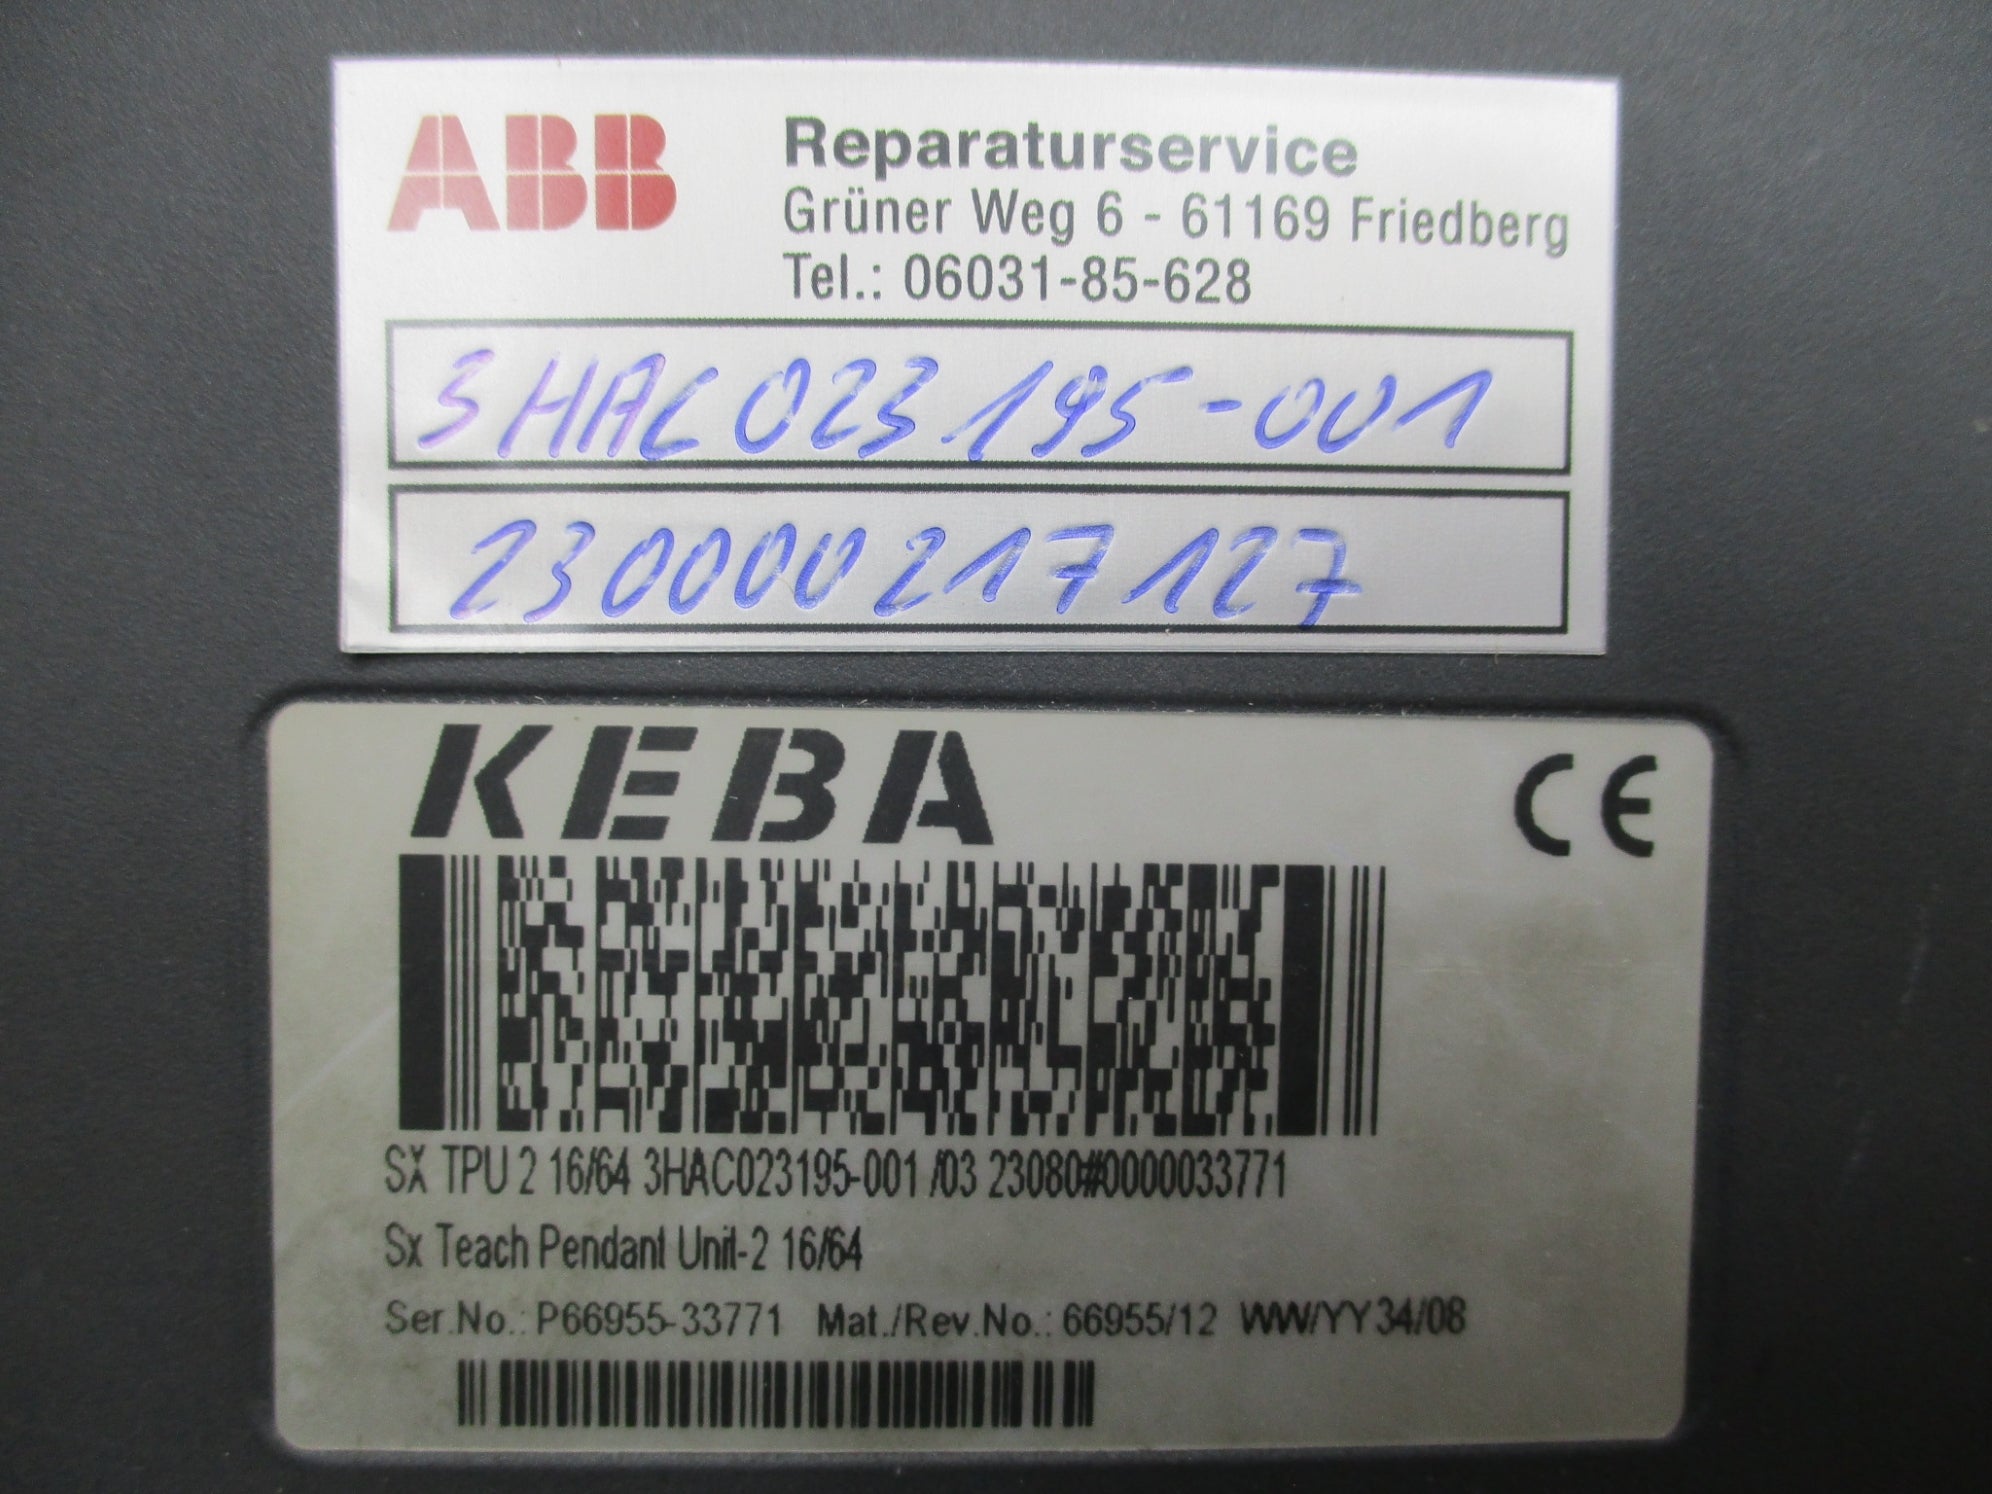 ABB
Reparaturservice
Grüner Weg 6 - 61169 Friedberg
Tel.: 06031-85-628
3HAC023195-001
230000217127
KEBA
CE
SX TPU 2 16/64 3HAC023195-001 /03 23080#0000033771
Sx Teach Pendant Unit-2 16/64
Ser.No.: P66955-33771 Mat./Rev.No.: 66955/12 WW/YY 34/08